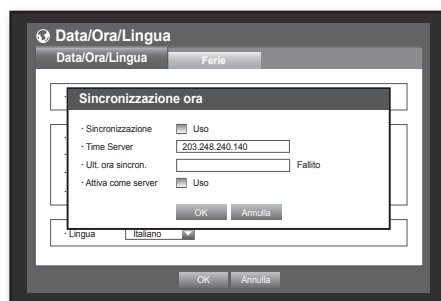 Data/Ora/Lingua
Data/Ora/Lingua Ferie
Sincronizzazione ora
· Sincronizzazione Uso
· Time Server 203.248.240.140
· Ult. ora sincron. Fallito
· Attiva come server Uso
OK Annulla
· Lingua Italiano
OK Annulla